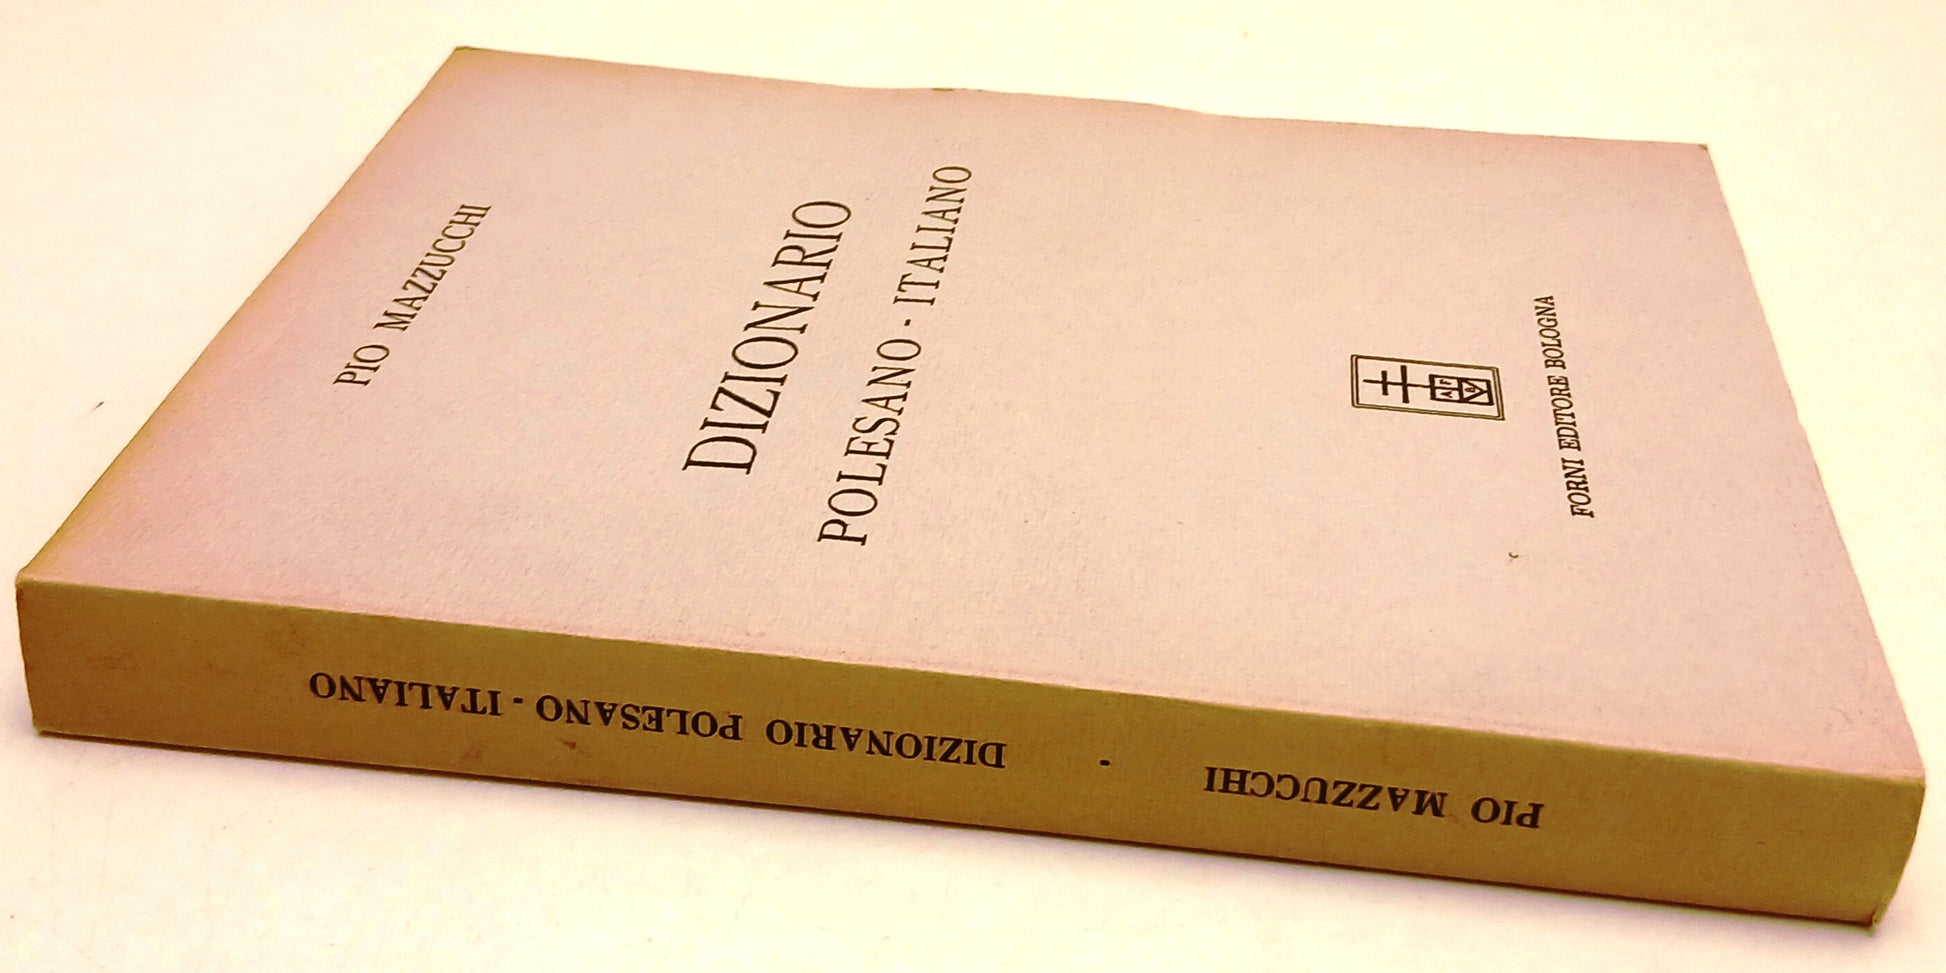 PIO MAZZUCCHI
DIZIONARIO
POLESANO - ITALIANO
FORNI EDITORE BOLOGNA
PIO MAZZUCCHI · DIZIONARIO POLESANO - ITALIANO